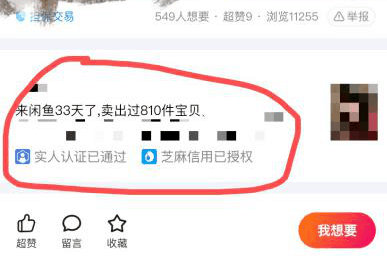 担保交易 549人想要 · 超赞9 · 浏览11255 举报
来闲鱼33天了,卖出过810件宝贝.
实人认证已通过 芝麻信用已授权
超赞 留言 收藏 我想要